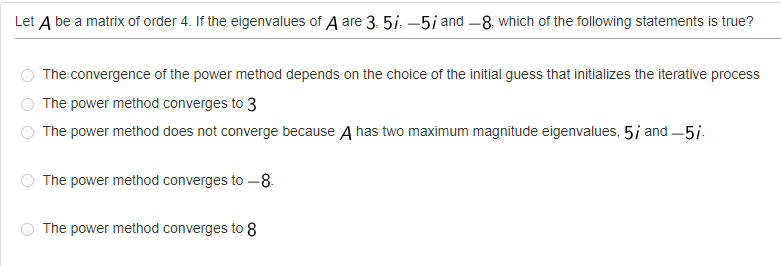 Let A be a matrix of order 4. If the eigenvalues of A are 3, 5i, −5i and −8, which of the following statements is true?
The convergence of the power method depends on the choice of the initial guess that initializes the iterative process
The power method converges to 3
The power method does not converge because A has two maximum magnitude eigenvalues, 5i and −5i.
The power method converges to −8.
The power method converges to 8